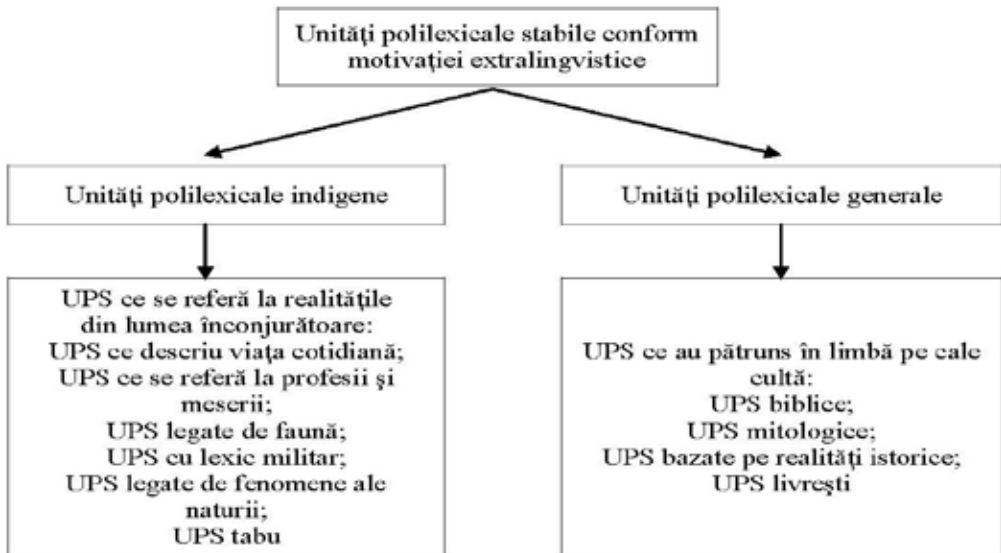 Unităţi polilexicale stabile conform
motivaţiei extralingvistice
Unităţi polilexicale indigene
Unităţi polilexicale generale
UPS ce se referă la realităţile
din lumea înconjurătoare:
UPS ce descriu viaţa cotidiană;
UPS ce se referă la profesii şi
meserii;
UPS legate de faună;
UPS cu lexic militar;
UPS legate de fenomene ale
naturii;
UPS tabu
UPS ce au pătruns în limbă pe cale
cultă:
UPS biblice;
UPS mitologice;
UPS bazate pe realităţi istorice;
UPS livreşti